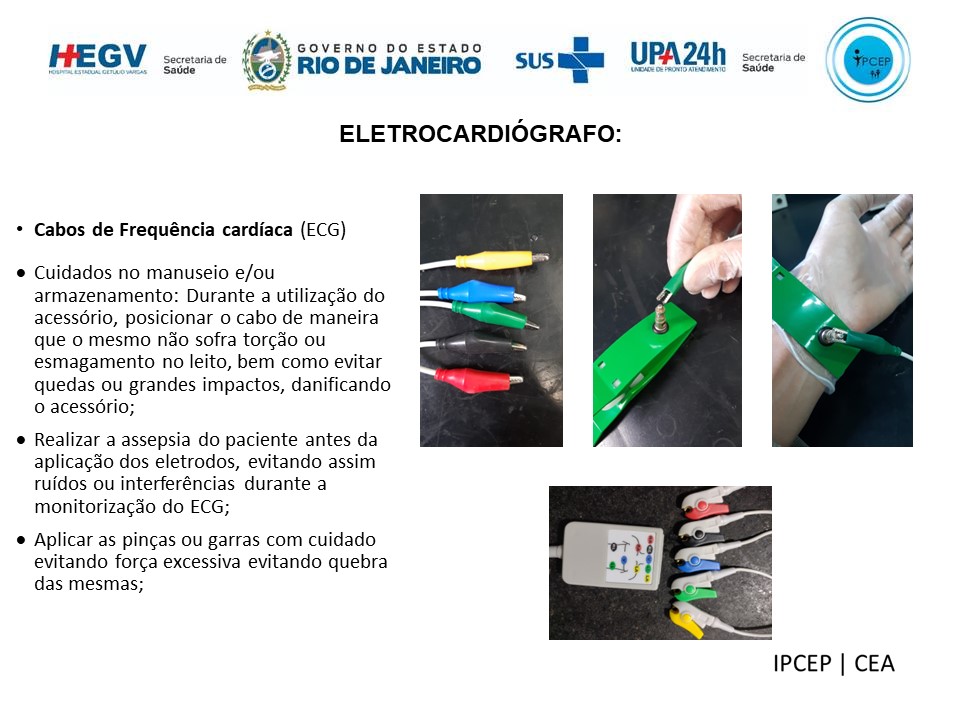 HEGV
HOSPITAL ESTADUAL GETULIO VARGAS
Secretaria de
Saúde
GOVERNO DO ESTADO
RIO DE JANEIRO
SUS
UPA24h
UNIDADE DE PRONTO ATENDIMENTO
Secretaria de
Saúde
IPCEP
ELETROCARDIÓGRAFO:
• Cabos de Frequência cardíaca (ECG)
• Cuidados no manuseio e/ou
armazenamento: Durante a utilização do
acessório, posicionar o cabo de maneira
que o mesmo não sofra torção ou
esmagamento no leito, bem como evitar
quedas ou grandes impactos, danificando
o acessório;
• Realizar a assepsia do paciente antes da
aplicação dos eletrodos, evitando assim
ruídos ou interferências durante a
monitorização do ECG;
• Aplicar as pinças ou garras com cuidado
evitando força excessiva evitando quebra
das mesmas;
IPCEP | CEA